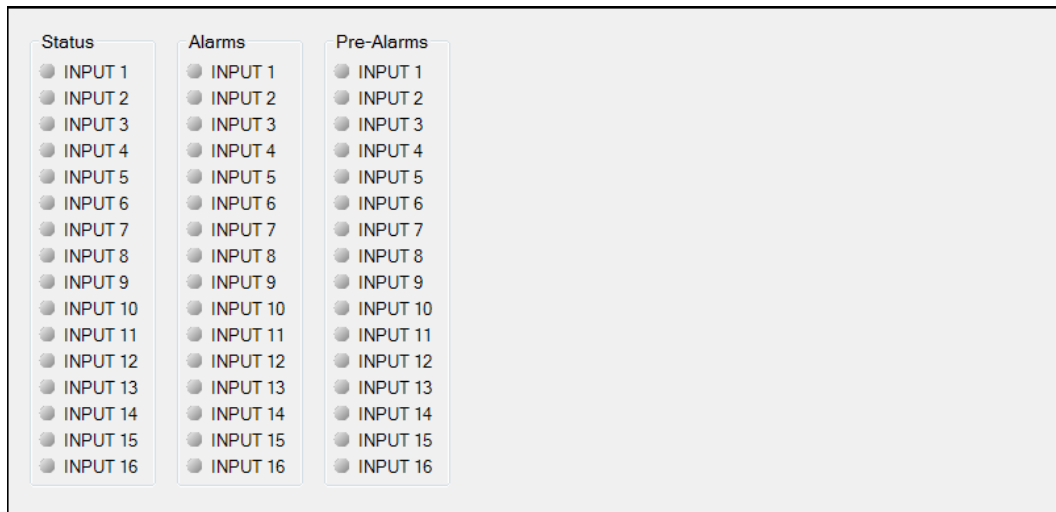 Status
INPUT 1
INPUT 2
INPUT 3
INPUT 4
INPUT 5
INPUT 6
INPUT 7
INPUT 8
INPUT 9
INPUT 10
INPUT 11
INPUT 12
INPUT 13
INPUT 14
INPUT 15
INPUT 16
Alarms
INPUT 1
INPUT 2
INPUT 3
INPUT 4
INPUT 5
INPUT 6
INPUT 7
INPUT 8
INPUT 9
INPUT 10
INPUT 11
INPUT 12
INPUT 13
INPUT 14
INPUT 15
INPUT 16
Pre-Alarms
INPUT 1
INPUT 2
INPUT 3
INPUT 4
INPUT 5
INPUT 6
INPUT 7
INPUT 8
INPUT 9
INPUT 10
INPUT 11
INPUT 12
INPUT 13
INPUT 14
INPUT 15
INPUT 16